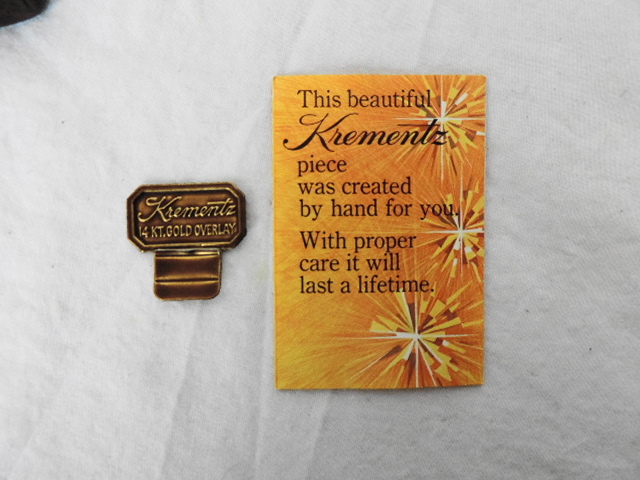 Krementz
14 KT. GOLD OVERLAY
This beautiful
Krementz
piece
was created
by hand for you.
With proper
care it will
last a lifetime.